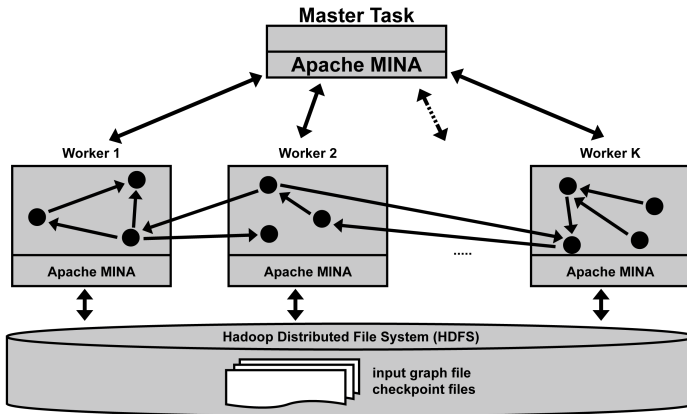 Master Task
Apache MINA
Worker 1
Worker 2
Worker K
.....
Apache MINA
Apache MINA
Apache MINA
Hadoop Distributed File System (HDFS)
input graph file
checkpoint files